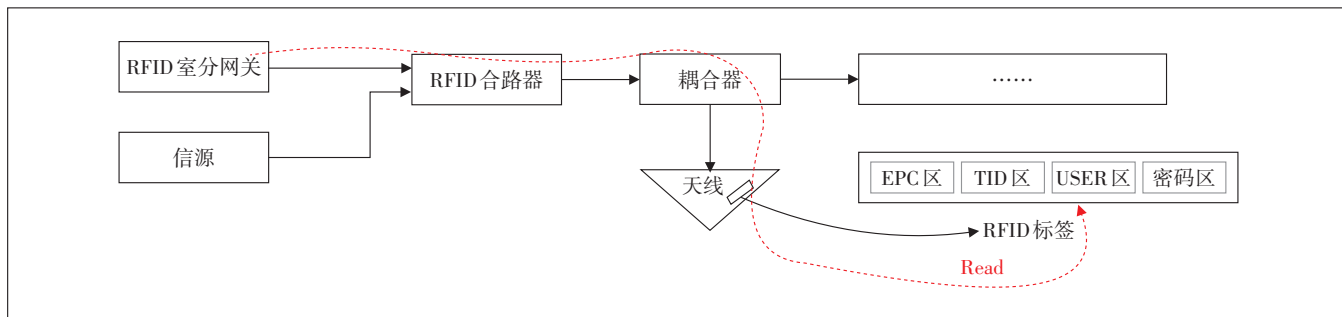 RFID室分网关
RFID合路器
耦合器
……
信源
天线
EPC区
TID区
USER区
密码区
RFID标签
Read